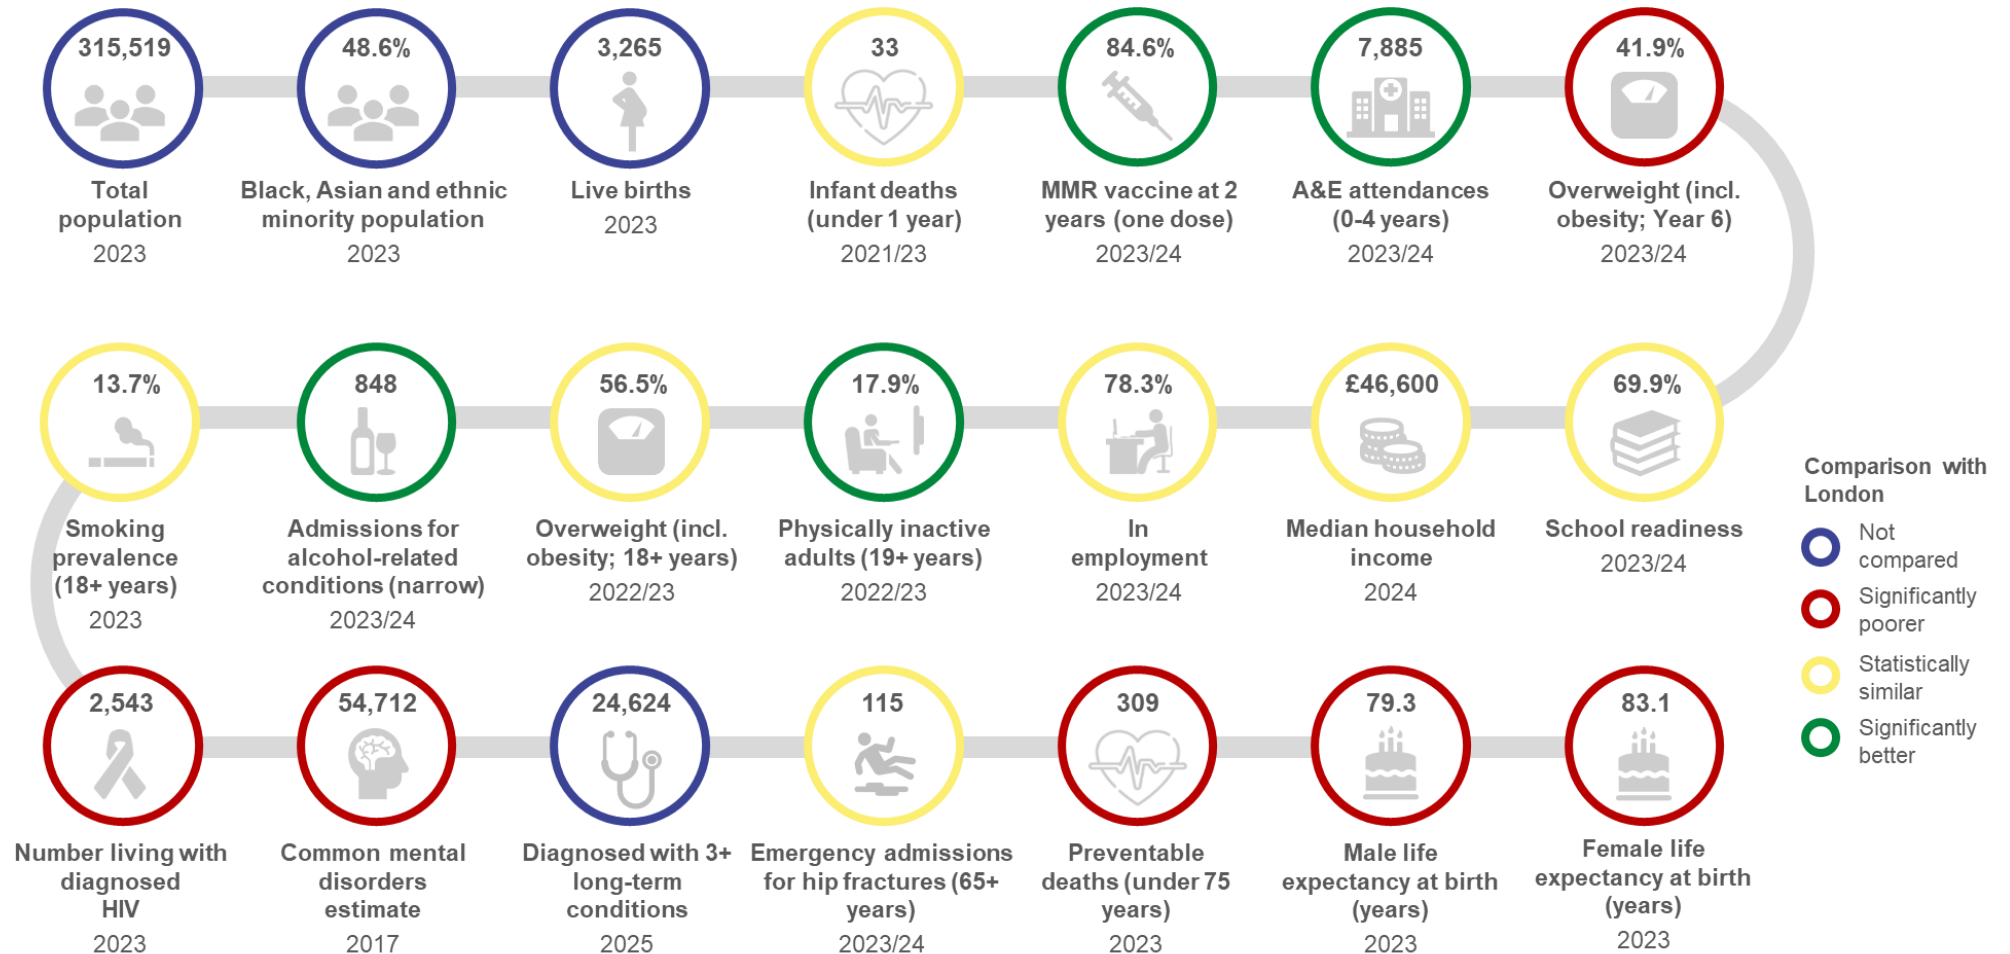 315,519
Total
population
2023
48.6%
Black, Asian and ethnic
minority population
2023
3,265
Live births
2023
33
Infant deaths
(under 1 year)
2021/23
84.6%
MMR vaccine at 2
years (one dose)
2023/24
7,885
A&E attendances
(0-4 years)
2023/24
41.9%
Overweight (incl.
obesity; Year 6)
2023/24
13.7%
Smoking
prevalence
(18+ years)
2023
848
Admissions for
alcohol-related
conditions (narrow)
2023/24
56.5%
Overweight (incl.
obesity; 18+ years)
2022/23
17.9%
Physically inactive
adults (19+ years)
2022/23
78.3%
In
employment
2023/24
£46,600
Median household
income
2024
69.9%
School readiness
2023/24
2,543
Number living with
diagnosed
HIV
2023
54,712
Common mental
disorders
estimate
2017
24,624
Diagnosed with 3+
long-term
conditions
2025
115
Emergency admissions
for hip fractures (65+
years)
2023/24
309
Preventable
deaths (under 75
years)
2023
79.3
Male life
expectancy at birth
(years)
2023
83.1
Female life
expectancy at birth
(years)
2023
Comparison with
London
Not
compared
Significantly
poorer
Statistically
similar
Significantly
better